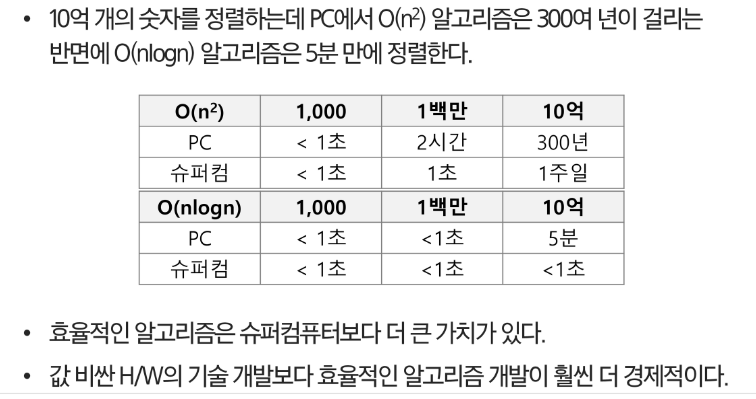 • 10억 개의 숫자를 정렬하는데 PC에서 O(n²) 알고리즘은 300여 년이 걸리는
반면에 O(nlogn) 알고리즘은 5분 만에 정렬한다.
O(n²) 1,000 1백만 10억
PC < 1초 2시간 300년
슈퍼컴 < 1초 1초 1주일
O(nlogn) 1,000 1백만 10억
PC < 1초 <1초 5분
슈퍼컴 < 1초 <1초 <1초
• 효율적인 알고리즘은 슈퍼컴퓨터보다 더 큰 가치가 있다.
• 값 비싼 H/W의 기술 개발보다 효율적인 알고리즘 개발이 훨씬 더 경제적이다.